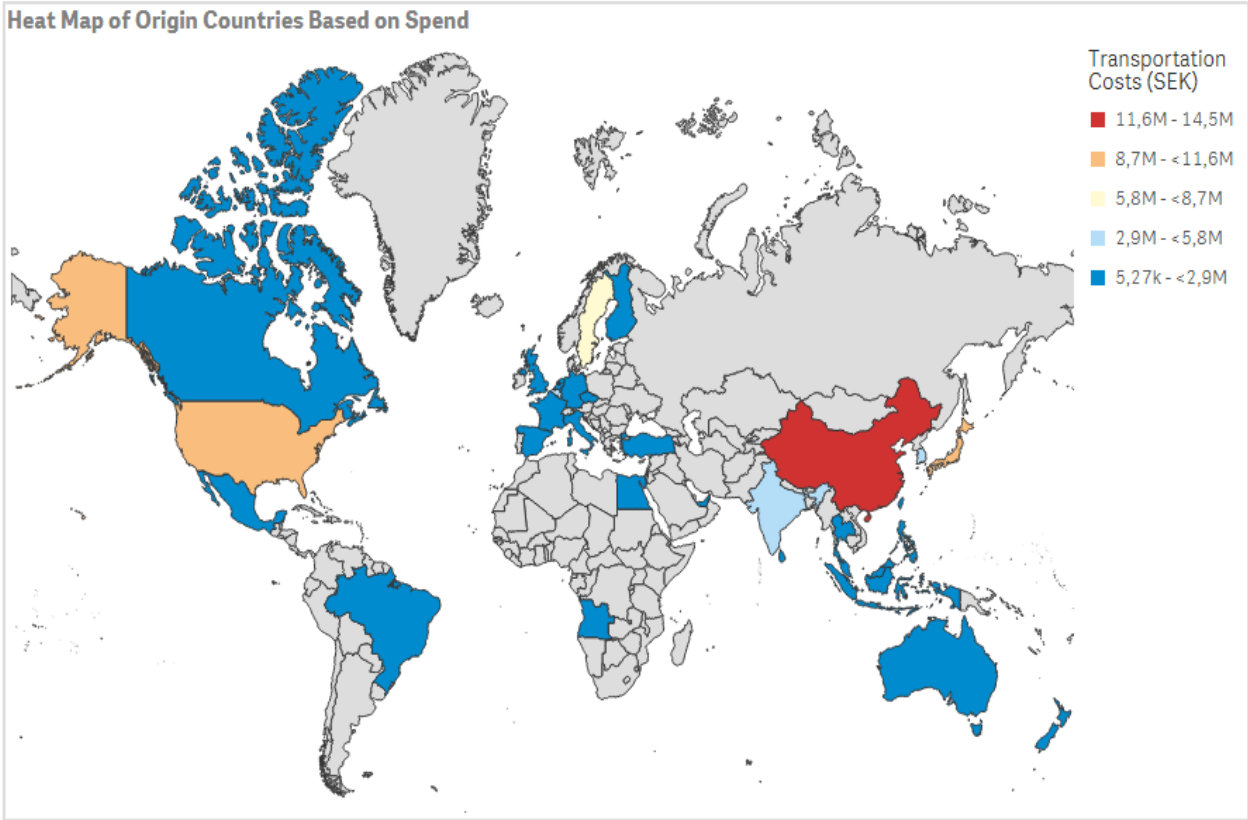 Heat Map of Origin Countries Based on Spend
Transportation
Costs (SEK)
11,6M - 14,5M
8,7M - <11,6M
5,8M - <8,7M
2,9M - <5,8M
5,27k - <2,9M